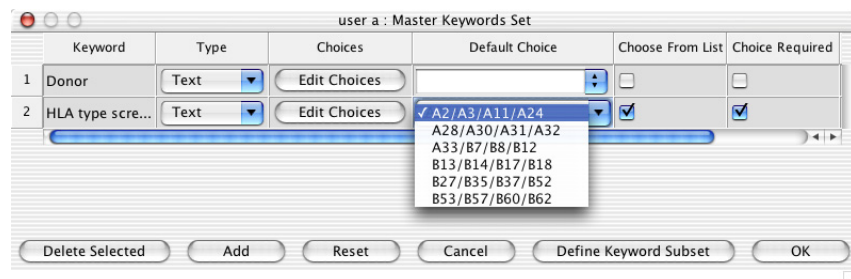 user a : Master Keywords Set
Keyword Type Choices Default Choice Choose From List Choice Required
1 Donor Text Edit Choices
2 HLA type scre... Text Edit Choices ✓ A2/A3/A11/A24
A28/A30/A31/A32
A33/B7/B8/B12
B13/B14/B17/B18
B27/B35/B37/B52
B53/B57/B60/B62
Delete Selected Add Reset Cancel Define Keyword Subset OK